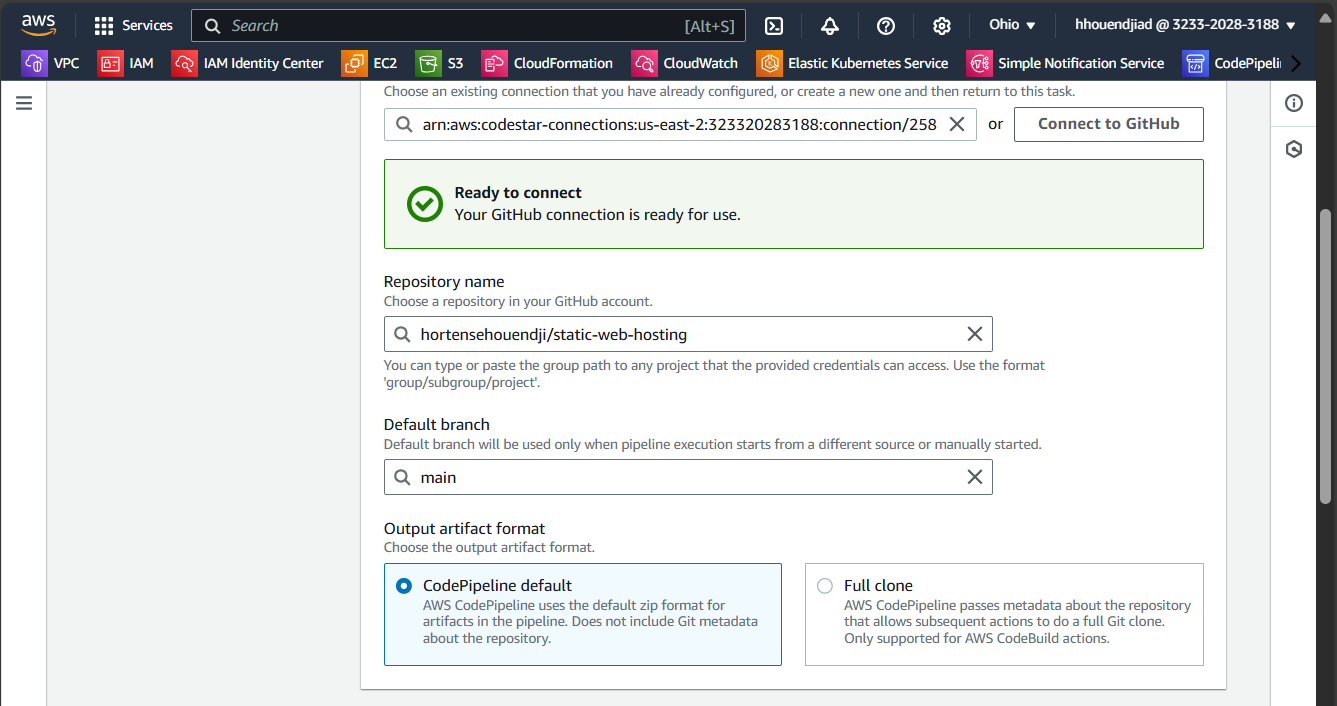 aws
Services
Search
[Alt+S]
Ohio
hhouendjiad @ 3233-2028-3188
VPC
IAM
IAM Identity Center
EC2
S3
CloudFormation
CloudWatch
Elastic Kubernetes Service
Simple Notification Service
CodePipeli
Choose an existing connection that you have already configured, or create a new one and then return to this task.
arn:aws:codestar-connections:us-east-2:323320283188:connection/258
or
Connect to GitHub
Ready to connect
Your GitHub connection is ready for use.
Repository name
Choose a repository in your GitHub account.
hortensehouendji/static-web-hosting
You can type or paste the group path to any project that the provided credentials can access. Use the format
'group/subgroup/project'.
Default branch
Default branch will be used only when pipeline execution starts from a different source or manually started.
main
Output artifact format
Choose the output artifact format.
CodePipeline default
AWS CodePipeline uses the default zip format for
artifacts in the pipeline. Does not include Git metadata
about the repository.
Full clone
AWS CodePipeline passes metadata about the repository
that allows subsequent actions to do a full Git clone.
Only supported for AWS CodeBuild actions.